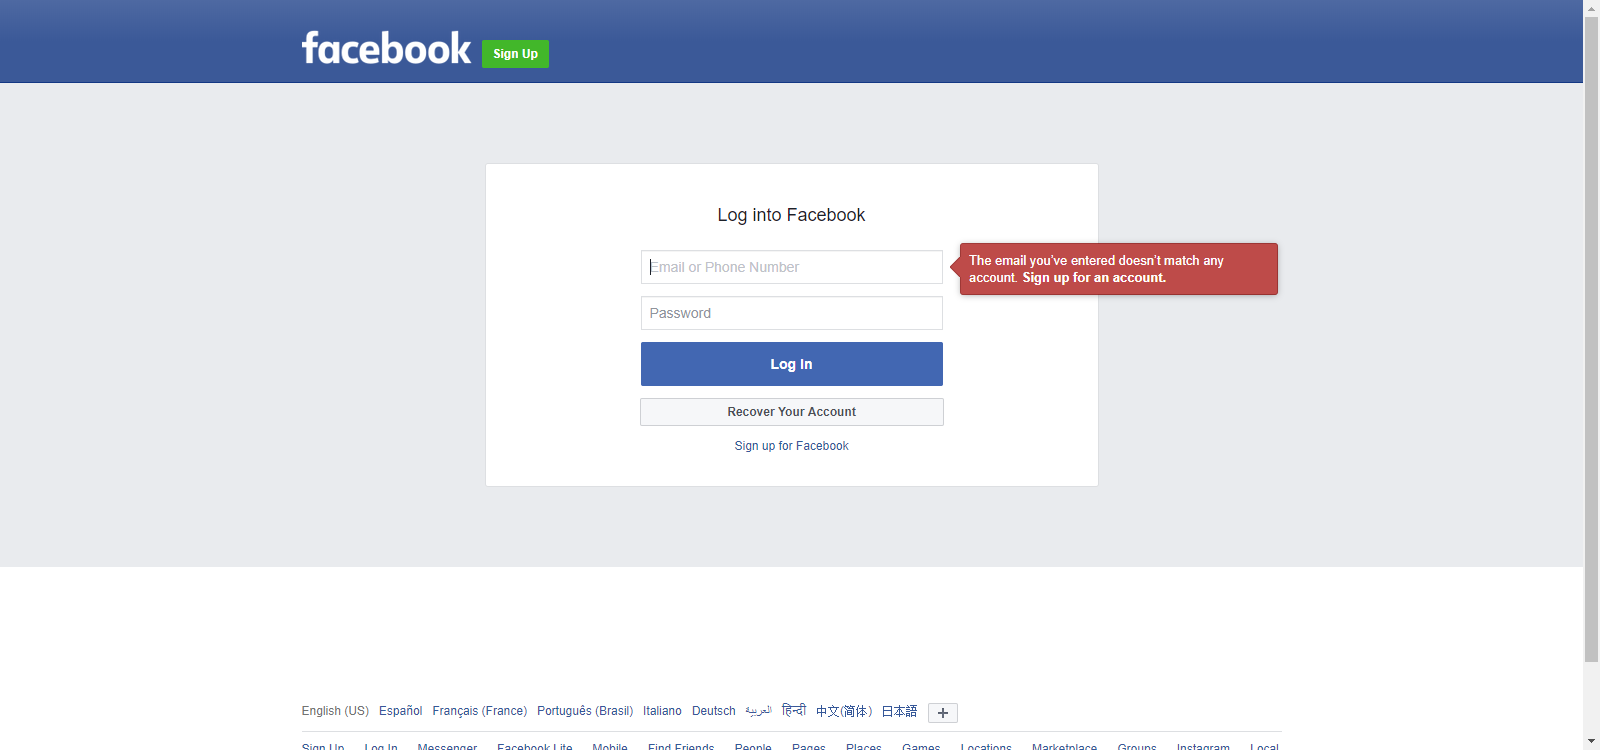 facebook
Sign Up
Log into Facebook
Email or Phone Number
The email you've entered doesn't match any
account. Sign up for an account.
Password
Log In
Recover Your Account
Sign up for Facebook
English (US) Español Français (France) Português (Brasil) Italiano Deutsch العربية हिन्दी 中文(简体) 日本語 +
Sign Up Log In Messenger Facebook Lite Mobile Find Friends People Pages Places Games Locations Marketplace Groups Instagram Local